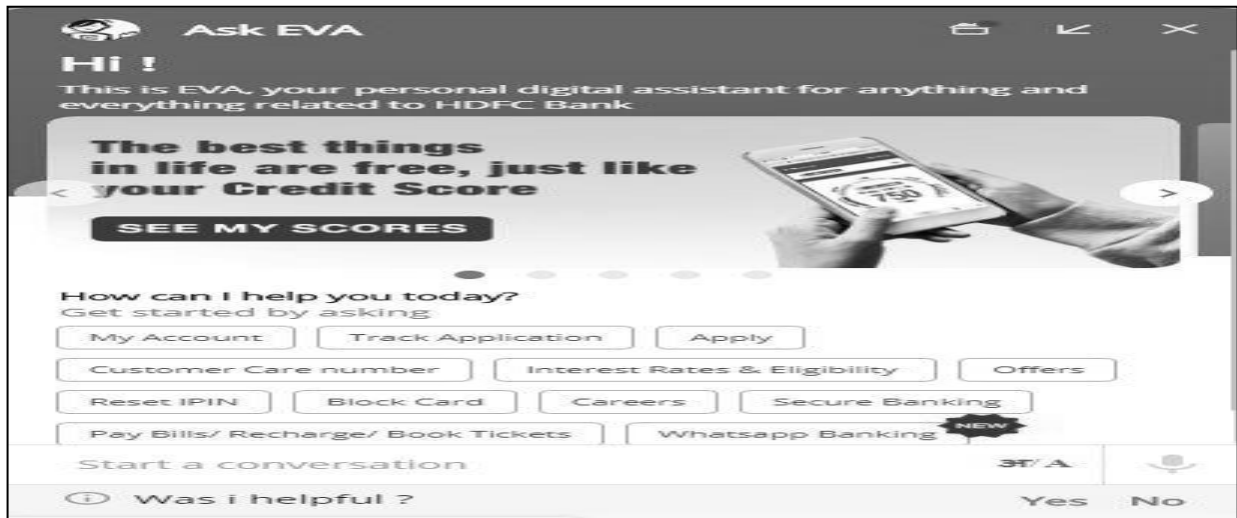 Ask EVA
Hi !
This is EVA, your personal digital assistant for anything and
everything related to HDFC Bank
The best things
in life are free, just like
your Credit Score
750
SEE MY SCORES
How can I help you today?
Get started by asking
My Account Track Application Apply
Customer Care number Interest Rates & Eligibility Offers
Reset IPIN Block Card Careers Secure Banking
NEW
Pay Bills/ Recharge/ Book Tickets Whatsapp Banking
Start a conversation अ/A
Was i helpful ? Yes No